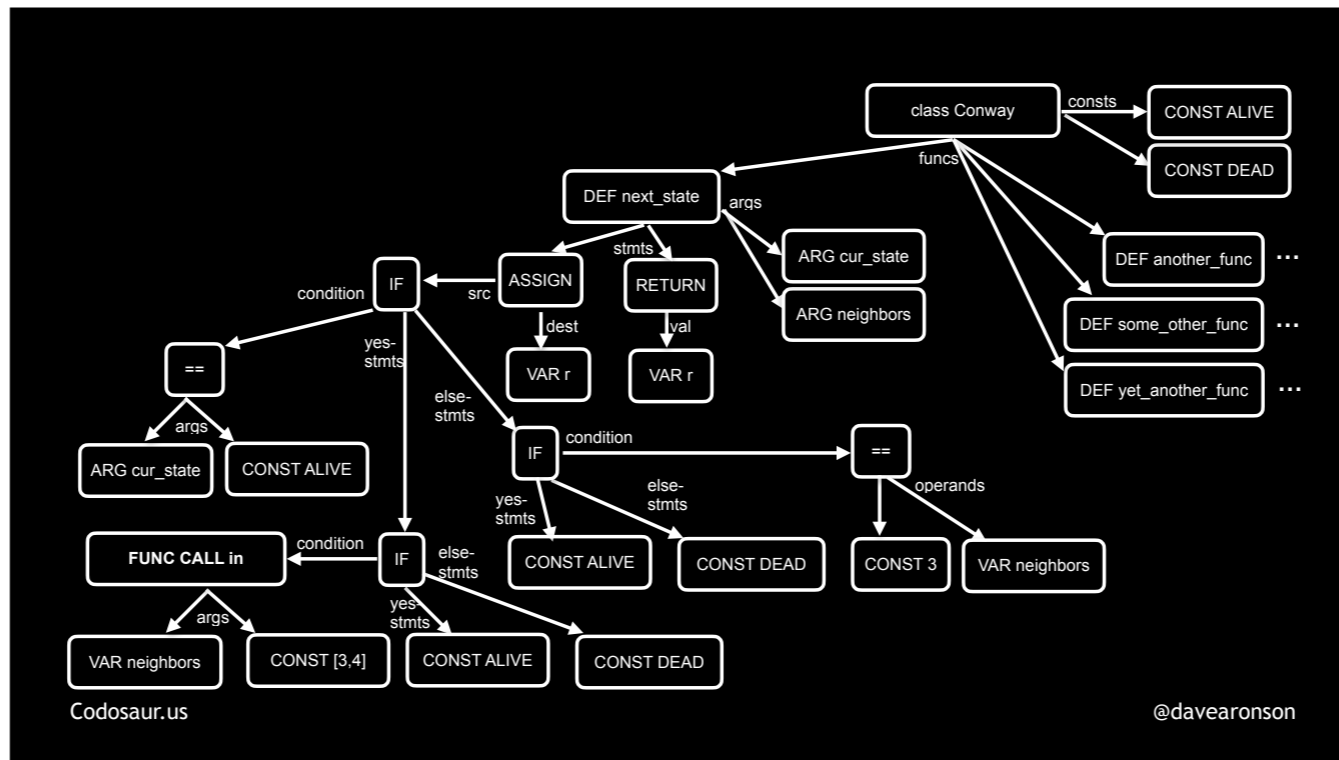 class Conway
consts
CONST ALIVE
CONST DEAD
funcs
DEF next_state
args
ARG cur_state
ARG neighbors
DEF another_func ...
DEF some_other_func ...
DEF yet_another_func ...
stmts
ASSIGN
RETURN
src
dest
val
VAR r
VAR r
IF
condition
yes-
stmts
else-
stmts
==
args
ARG cur_state
CONST ALIVE
IF
condition
yes-
stmts
else-
stmts
CONST ALIVE
CONST DEAD
==
operands
CONST 3
VAR neighbors
IF
condition
FUNC CALL in
args
VAR neighbors
CONST [3,4]
yes-
stmts
else-
stmts
CONST ALIVE
CONST DEAD
Codosaur.us
@davearonson